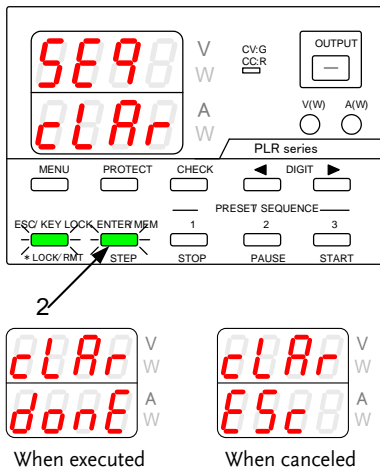 SEq V W
CV:G
CC:R
OUTPUT
cLAr A W
V(W) A(W)
PLR series
MENU PROTECT CHECK ◀ DIGIT ▶
PRESET/ SEQUENCE
ESC/ KEY LOCK ENTER/MEM 1 2 3
* LOCK/RMT STEP STOP PAUSE START
2
cLAr V W cLAr V W
donE A W ESc A W
When executed When canceled